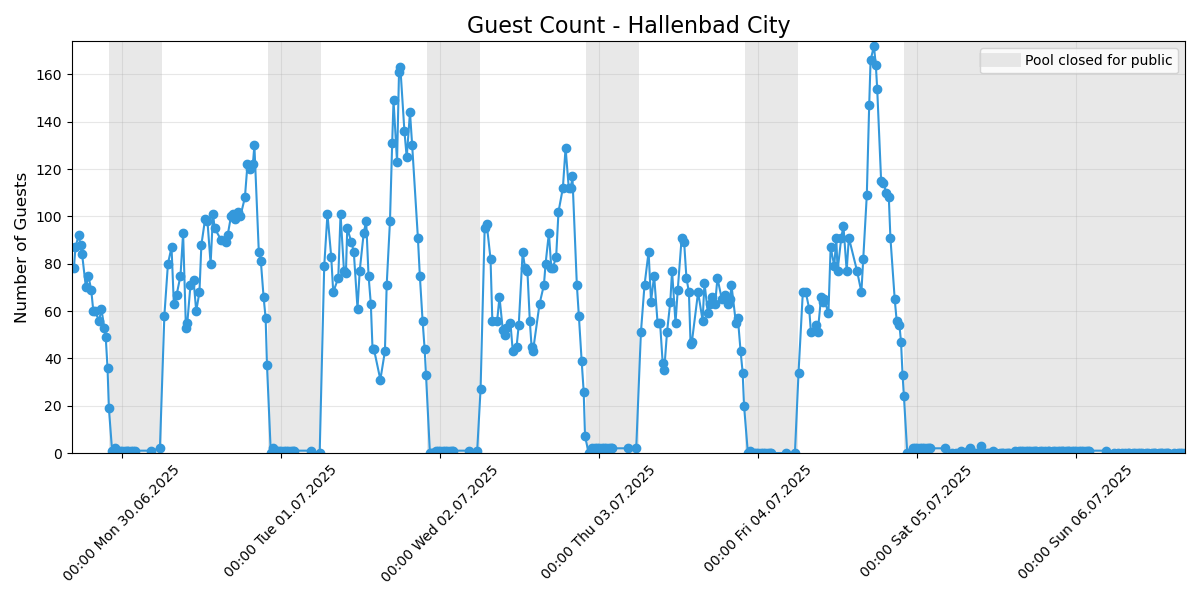 Guest Count - Hallenbad City
Pool closed for public
Number of Guests
160
140
120
100
80
60
40
20
0
00:00 Mon 30.06.2025
00:00 Tue 01.07.2025
00:00 Wed 02.07.2025
00:00 Thu 03.07.2025
00:00 Fri 04.07.2025
00:00 Sat 05.07.2025
00:00 Sun 06.07.2025